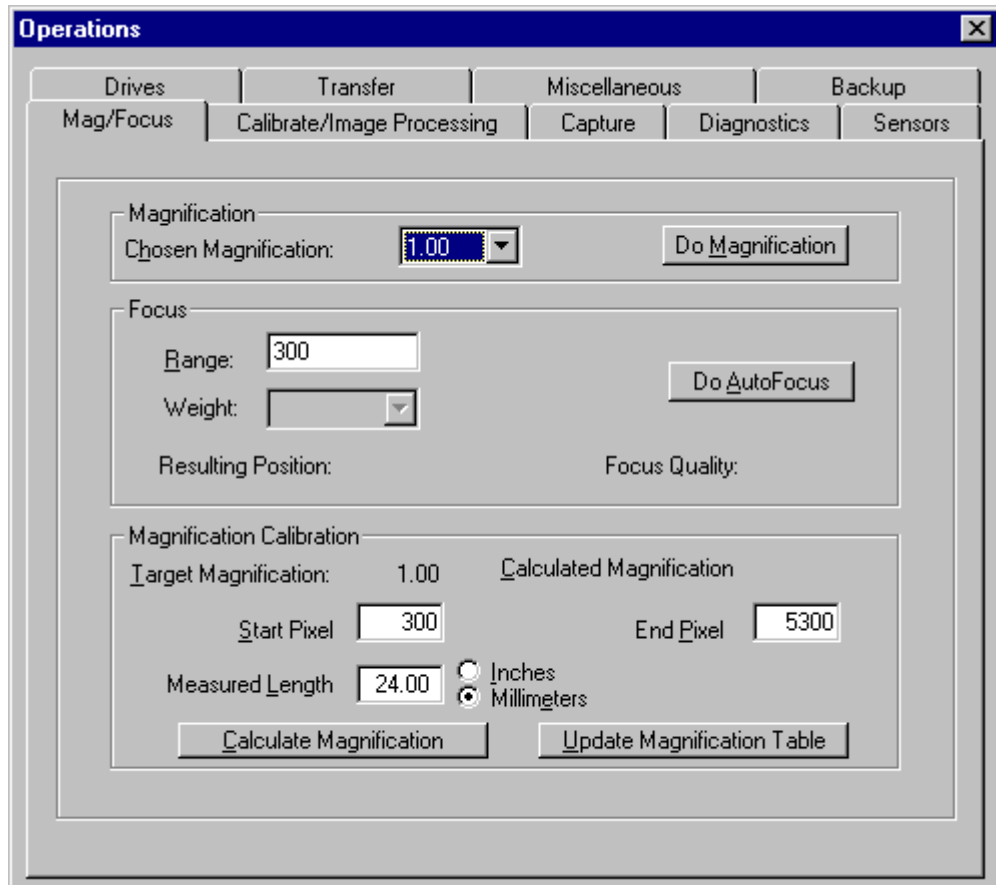 Operations
Drives Transfer Miscellaneous Backup
Mag/Focus Calibrate/Image Processing Capture Diagnostics Sensors
Magnification
Chosen Magnification: 1.00 Do Magnification
Focus
Range: 300
Do AutoFocus
Weight:
Resulting Position: Focus Quality:
Magnification Calibration
Target Magnification: 1.00 Calculated Magnification
Start Pixel 300 End Pixel 5300
Measured Length 24.00 Inches
Millimeters
Calculate Magnification Update Magnification Table